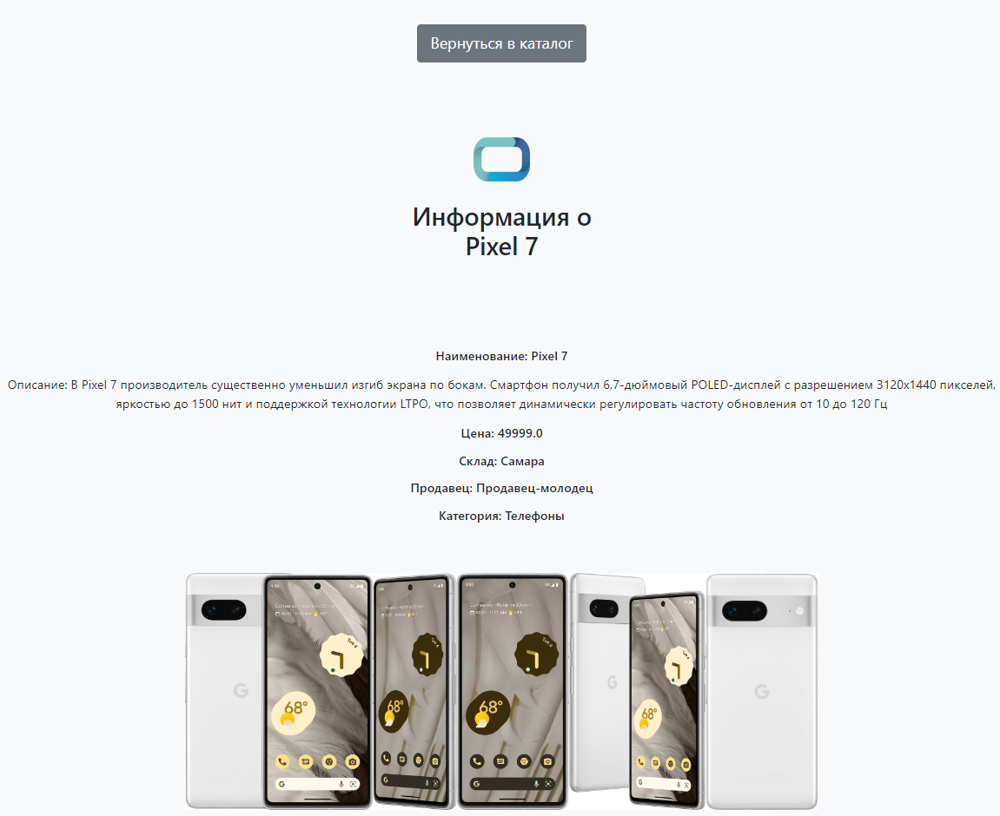 Вернуться в каталог
Информация о
Pixel 7
Наименование: Pixel 7
Описание: В Pixel 7 производитель существенно уменьшил изгиб экрана по бокам. Смартфон получил 6,7-дюймовый POLED-дисплей с разрешением 3120x1440 пикселей,
яркостью до 1500 нит и поддержкой технологии LTPO, что позволяет динамически регулировать частоту обновления от 10 до 120 Гц
Цена: 49999.0
Склад: Самара
Продавец: Продавец-молодец
Категория: Телефоны
68°
68°
68°
68°